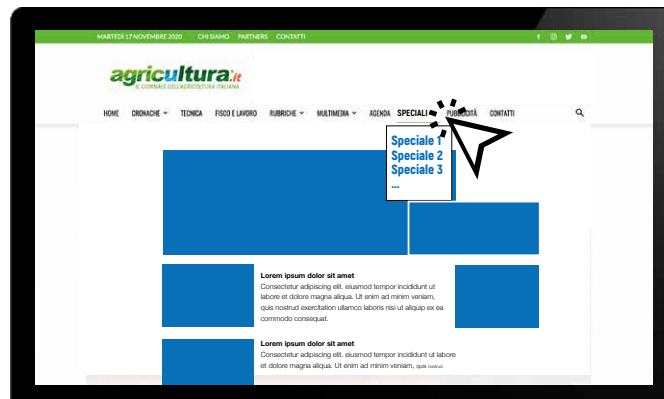 MARTEDÌ 17 NOVEMBRE 2020 CHI SIAMO PARTNERS CONTATTI
agricultura.it
IL GIORNALE DELL'AGRICOLTURA ITALIANA
HOME CRONACHE TECNICA FISCO E LAVORO RUBRICHE MULTIMEDIA AGENDA SPECIALI PUBBLICITÀ CONTATTI
Speciale 1
Speciale 2
Speciale 3
...
Lorem ipsum dolor sit amet
Consectetur adipiscing elit. eiusmod tempor incididunt ut
labore et dolore magna aliqua. Ut enim ad minim veniam,
quis nostrud exercitation ullamco laboris nisi ut aliquip ex ea
commodo consequat.
Lorem ipsum dolor sit amet
Consectetur adipiscing elit. eiusmod tempor incididunt ut labore
et dolore magna aliqua. Ut enim ad minim veniam, quis nostrud